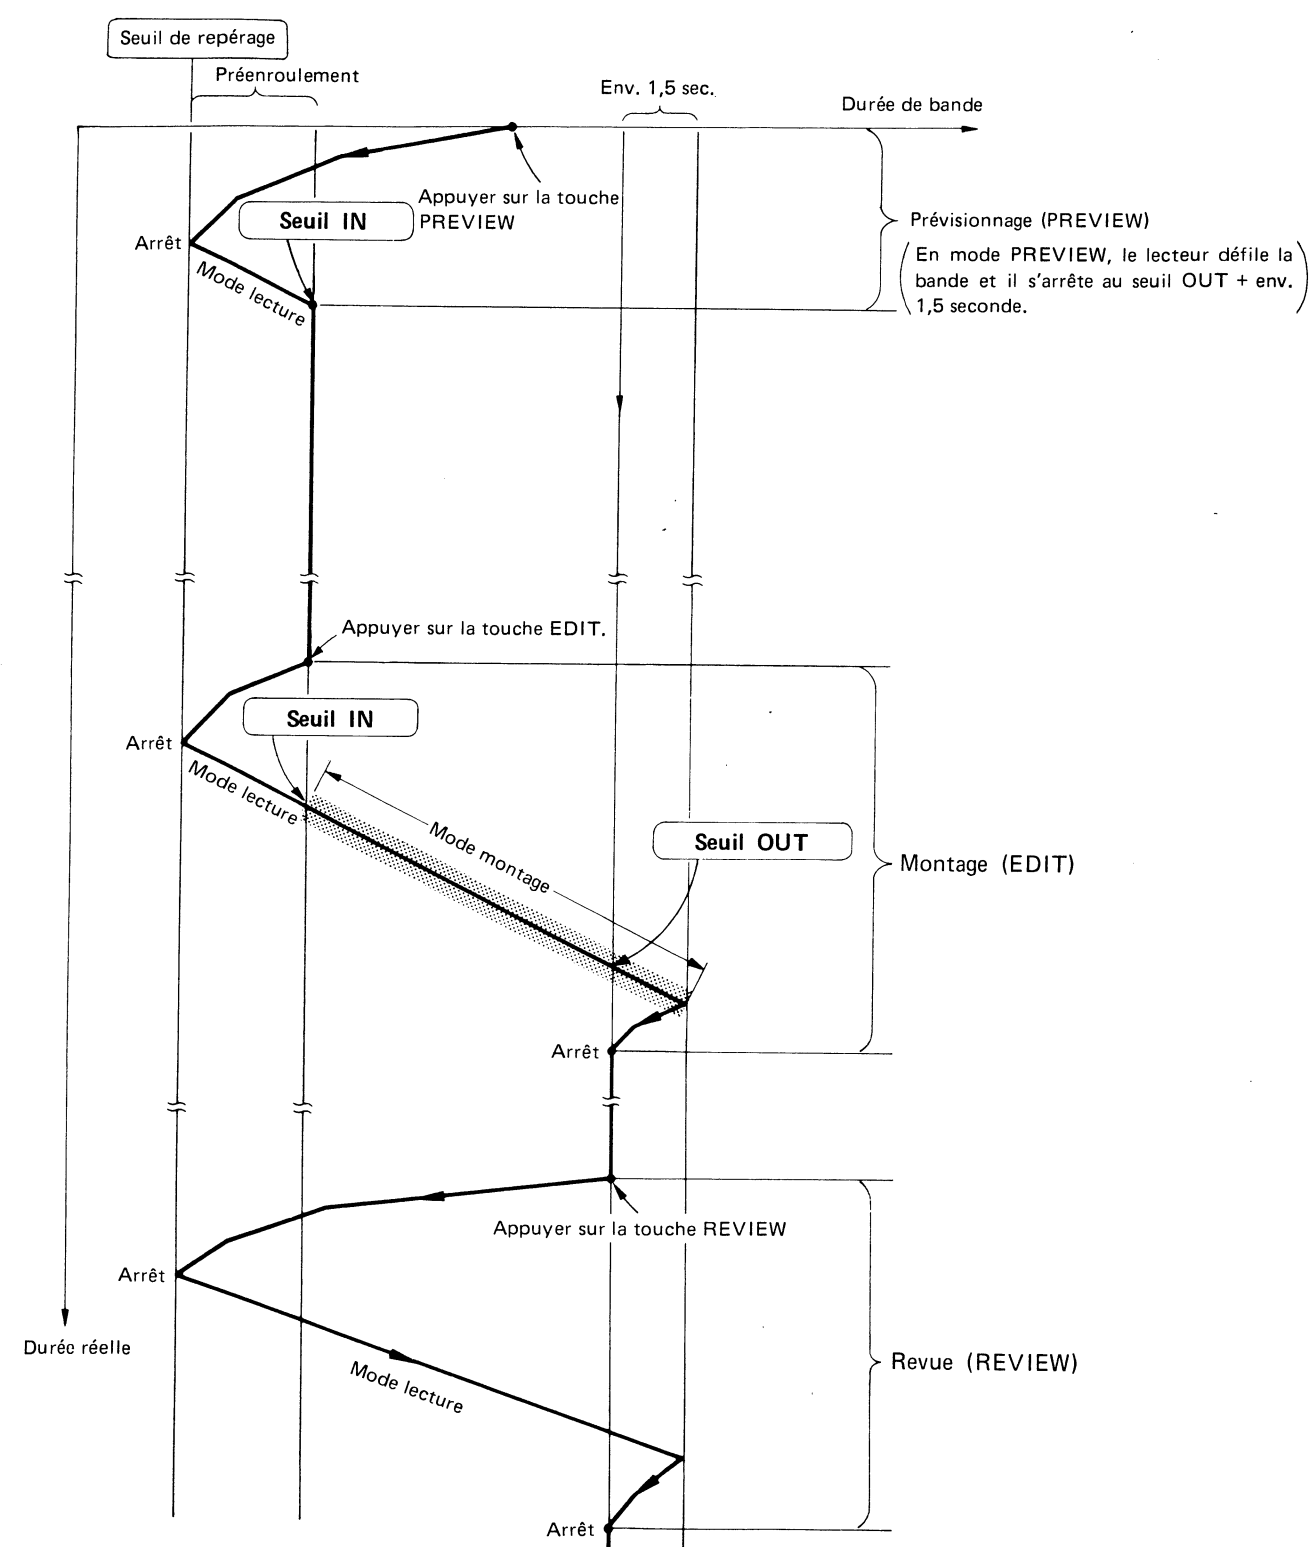 Seuil de repérage
Préenroulement
Env. 1,5 sec.
Durée de bande
Appuyer sur la touche
PREVIEW
Seuil IN
Arrêt
Mode lecture
Prévisionnage (PREVIEW)
En mode PREVIEW, le lecteur défile la
bande et il s'arrête au seuil OUT + env.
1,5 seconde.
Appuyer sur la touche EDIT.
Seuil IN
Arrêt
Mode lecture
Mode montage
Seuil OUT
Montage (EDIT)
Arrêt
Appuyer sur la touche REVIEW
Arrêt
Durée réelle
Mode lecture
Revue (REVIEW)
Arrêt